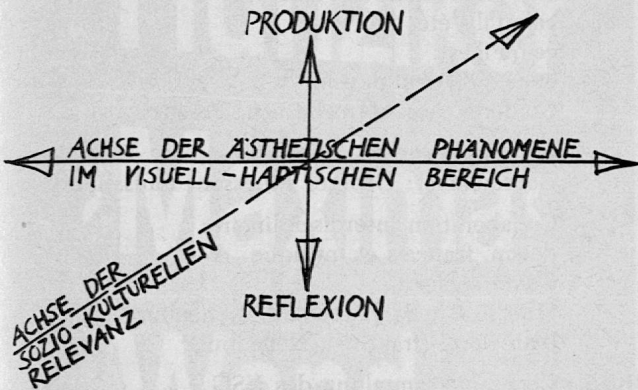 PRODUKTION
ACHSE DER ÄSTHETISCHEN PHÄNOMENE
IM VISUELL-HAPTISCHEN BEREICH
ACHSE DER
SOZIO-KULTURELLEN
RELEVANZ
REFLEXION